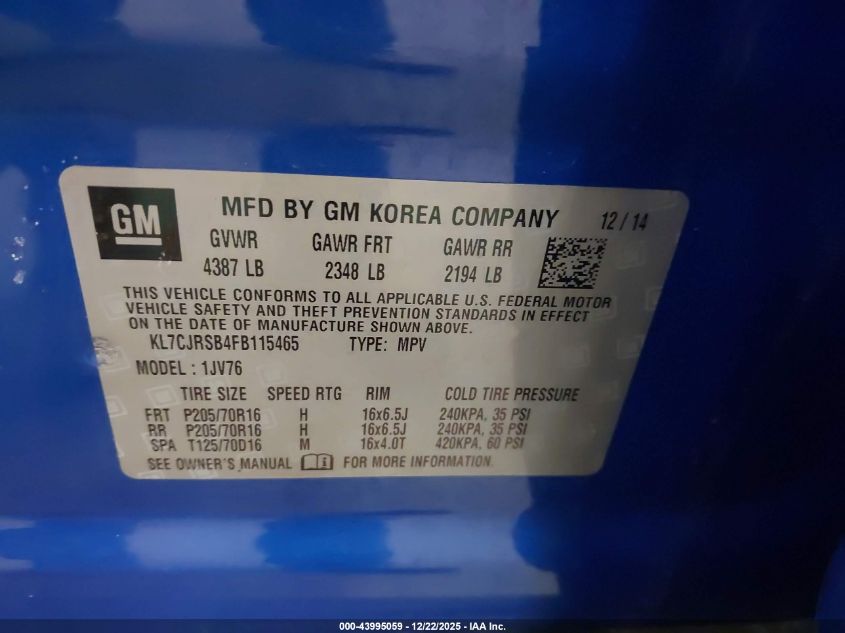 GM
MFD BY GM KOREA COMPANY 12/14
GVWR GAWR FRT GAWR RR
4387 LB 2348 LB 2194 LB
THIS VEHICLE CONFORMS TO ALL APPLICABLE U.S. FEDERAL MOTOR
VEHICLE SAFETY AND THEFT PREVENTION STANDARDS IN EFFECT
ON THE DATE OF MANUFACTURE SHOWN ABOVE.
KL7CJRSB4FB115465 TYPE: MPV
MODEL: 1JV76
TIRE SIZE SPEED RTG RIM COLD TIRE PRESSURE
FRT P205/70R16 H 16x6.5J 240KPA, 35 PSI
RR P205/70R16 H 16x6.5J 240KPA, 35 PSI
SPA T125/70D16 M 16x4.0T 420KPA, 60 PSI
SEE OWNER'S MANUAL FOR MORE INFORMATION.
000-43995059 - 12/22/2025 - IAA Inc.